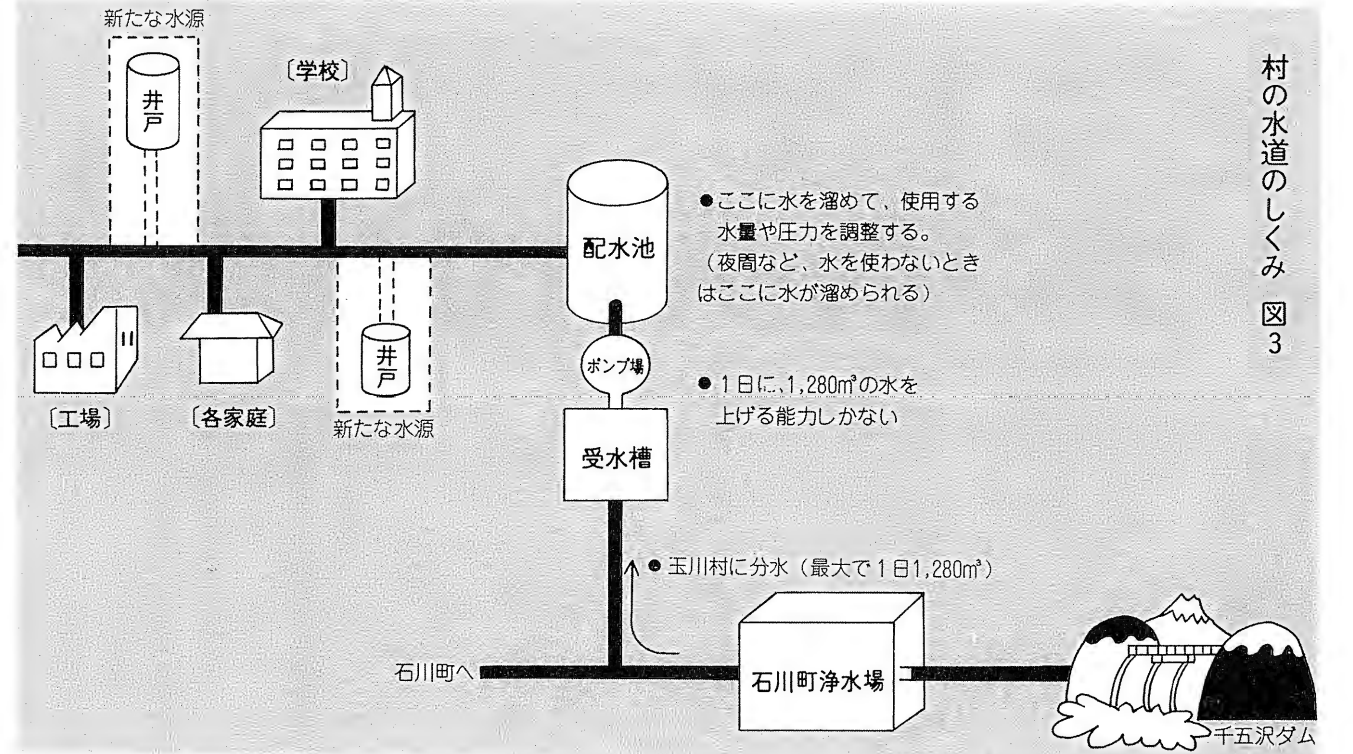 村の水道のしくみ 図3
新たな水源
井戸
〔学校〕
〔工場〕
〔各家庭〕
井戸
新たな水源
配水池
●ここに水を溜めて、使用する
水量や圧力を調整する。
（夜間など、水を使わないとき
はここに水が溜められる）
ポンプ場
●1日に、1,280㎥の水を
上げる能力しかない
受水槽
●玉川村に分水（最大で1日1,280㎥）
石川町へ
石川町浄水場
千五沢ダム